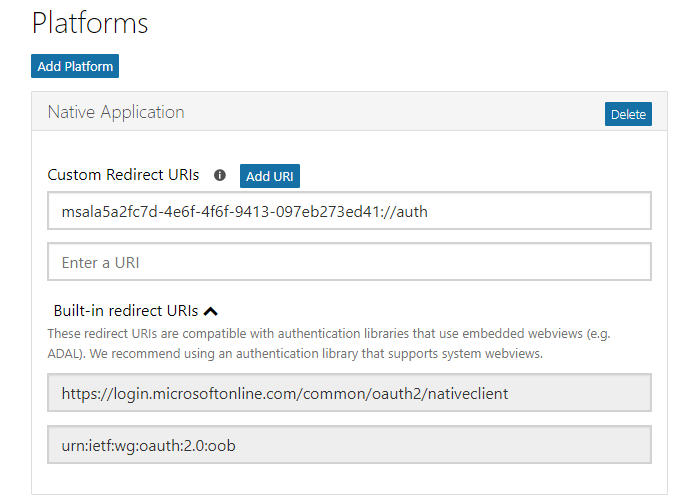 Platforms
Add Platform
Native Application
Delete
Custom Redirect URIs
Add URI
msala5a2fc7d-4e6f-4f6f-9413-097eb273ed41://auth
Enter a URI
Built-in redirect URIs
These redirect URIs are compatible with authentication libraries that use embedded webviews (e.g.
ADAL). We recommend using an authentication library that supports system webviews.
https://login.microsoftonline.com/common/oauth2/nativeclient
urn:ietf:wg:oauth:2.0:oob